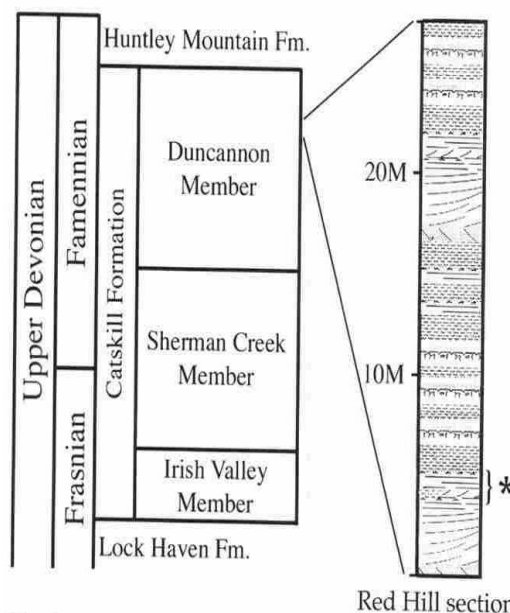 Upper Devonian
Famennian
Frasnian
Catskill Formation
Huntley Mountain Fm.
Duncannon
Member
Sherman Creek
Member
Irish Valley
Member
Lock Haven Fm.
20M
10M
*
Red Hill section